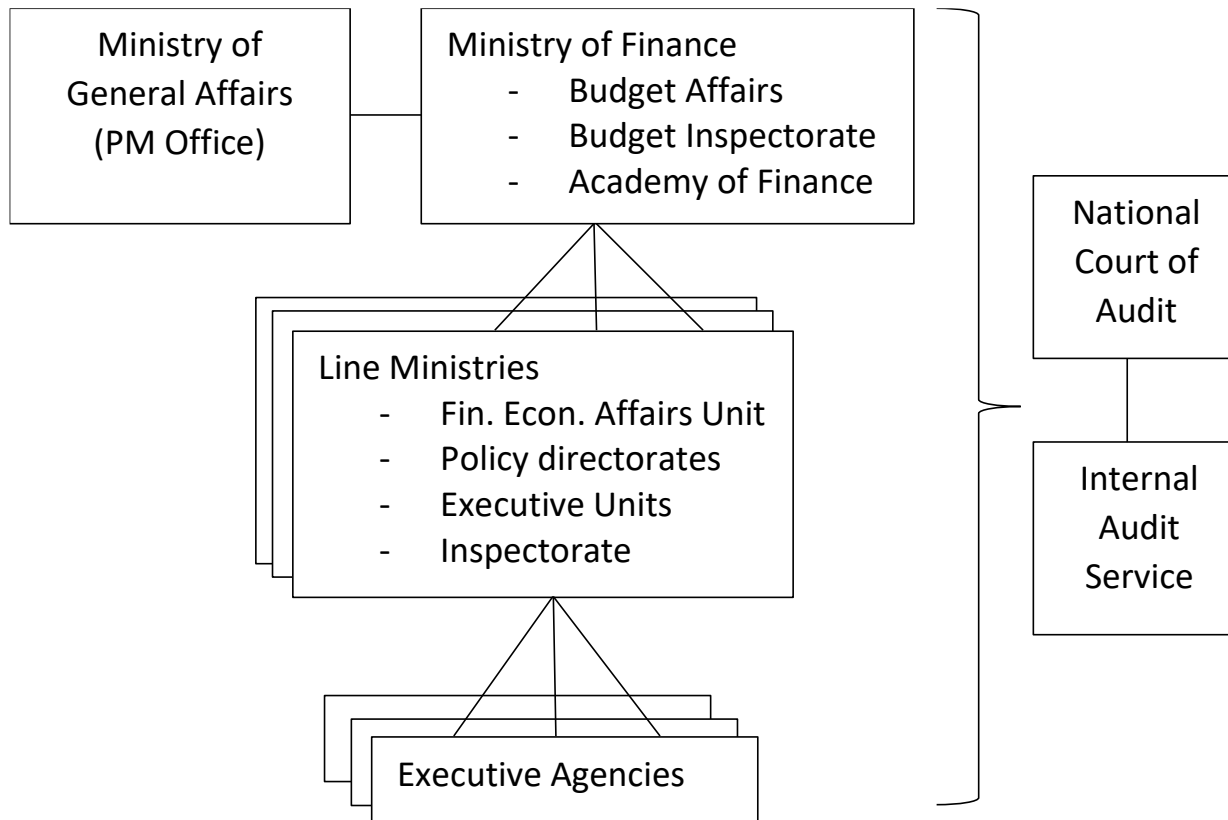 Ministry of
General Affairs
(PM Office)
Ministry of Finance
- Budget Affairs
- Budget Inspectorate
- Academy of Finance
Line Ministries
- Fin. Econ. Affairs Unit
- Policy directorates
- Executive Units
- Inspectorate
Executive Agencies
National
Court of
Audit
Internal
Audit
Service